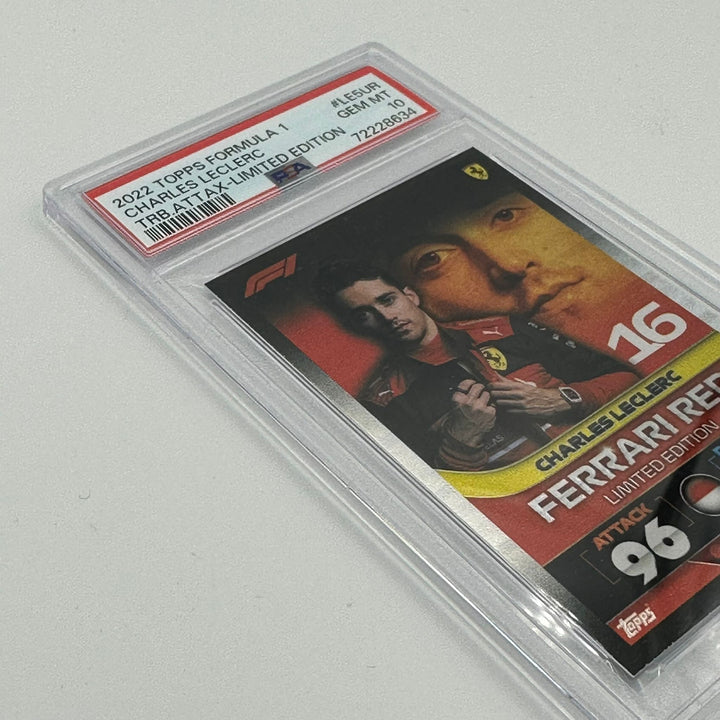 2022 TOPPS FORMULA 1
CHARLES LECLERC
TRB.ATTAX-LIMITED EDITION
#LE5UR
GEM MT
10
72228634
PSA
F1
16
CHARLES LECLERC
FERRARI RED
LIMITED EDITION
ATTACK
96
Topps